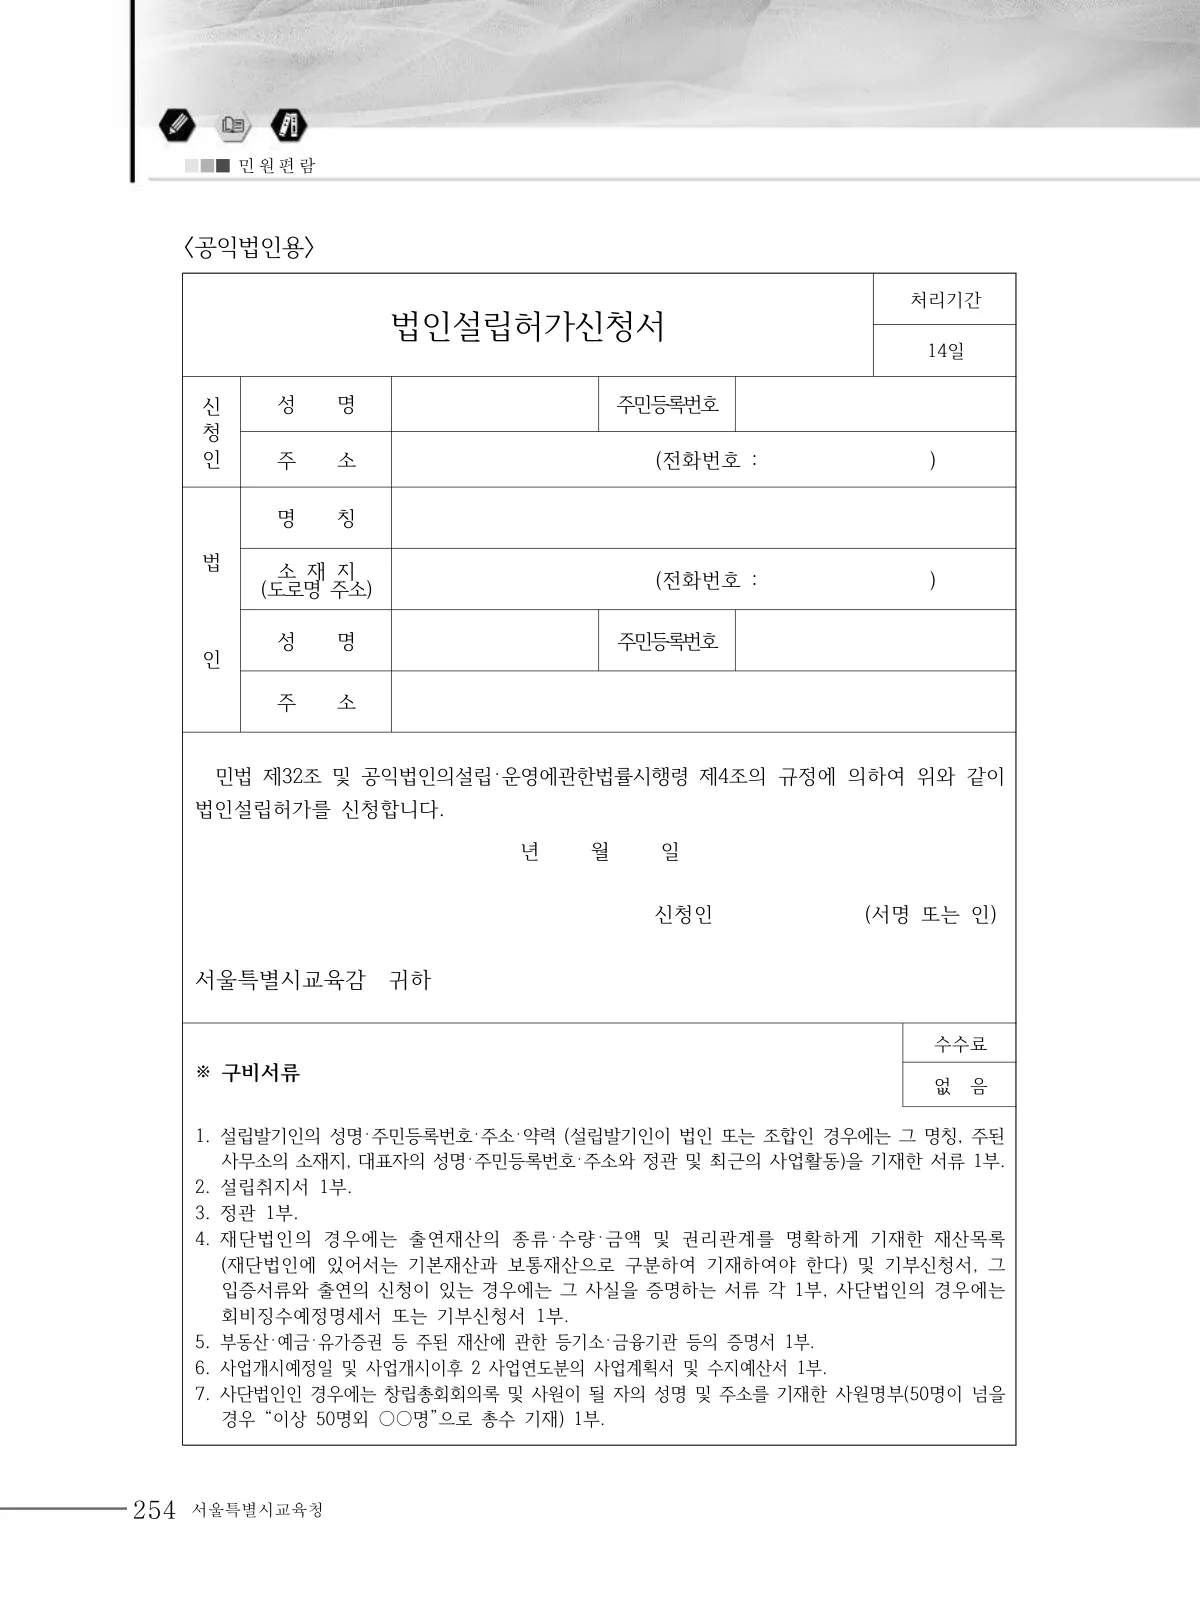 민원편람
〈공익법인용〉
법인설립허가신청서
처리기간
14일
신청인
성 명
주민등록번호
주 소
(전화번호 : )
법인
명 칭
소 재 지
(도로명 주소)
(전화번호 : )
성 명
주민등록번호
주 소
민법 제32조 및 공익법인의설립·운영에관한법률시행령 제4조의 규정에 의하여 위와 같이
법인설립허가를 신청합니다.
년 월 일
신청인 (서명 또는 인)
서울특별시교육감 귀하
수수료
※ 구비서류
없 음
1. 설립발기인의 성명·주민등록번호·주소·약력 (설립발기인이 법인 또는 조합인 경우에는 그 명칭, 주된
사무소의 소재지, 대표자의 성명·주민등록번호·주소와 정관 및 최근의 사업활동)을 기재한 서류 1부.
2. 설립취지서 1부.
3. 정관 1부.
4. 재단법인의 경우에는 출연재산의 종류·수량·금액 및 권리관계를 명확하게 기재한 재산목록
(재단법인에 있어서는 기본재산과 보통재산으로 구분하여 기재하여야 한다) 및 기부신청서, 그
입증서류와 출연의 신청이 있는 경우에는 그 사실을 증명하는 서류 각 1부, 사단법인의 경우에는
회비징수예정명세서 또는 기부신청서 1부.
5. 부동산·예금·유가증권 등 주된 재산에 관한 등기소·금융기관 등의 증명서 1부.
6. 사업개시예정일 및 사업개시이후 2 사업연도분의 사업계획서 및 수지예산서 1부.
7. 사단법인인 경우에는 창립총회회의록 및 사원이 될 자의 성명 및 주소를 기재한 사원명부(50명이 넘을
경우 “이상 50명외 ○○명”으로 총수 기재) 1부.
254 서울특별시교육청